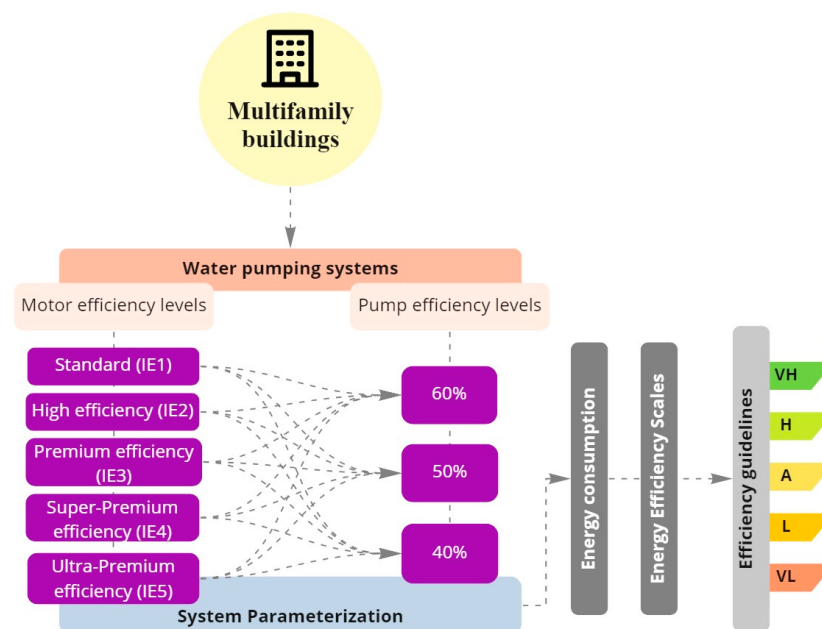 Multifamily
buildings
Water pumping systems
Motor efficiency levels
Pump efficiency levels
Standard (IE1)
High efficiency (IE2)
Premium efficiency
(IE3)
Super-Premium
efficiency (IE4)
Ultra-Premium
efficiency (IE5)
60%
50%
40%
System Parameterization
Energy consumption
Energy Efficiency Scales
Efficiency guidelines
VH
H
A
L
VL